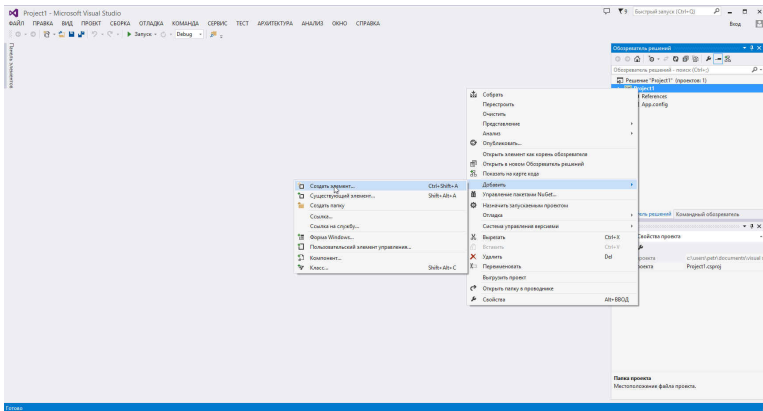 Project1 - Microsoft Visual Studio
9
Быстрый запуск (Ctrl+Q)
ФАЙЛ ПРАВКА ВИД ПРОЕКТ СБОРКА ОТЛАДКА КОМАНДА СЕРВИС ТЕСТ АРХИТЕКТУРА АНАЛИЗ ОКНО СПРАВКА
Вход
Запуск
Debug
Панель элементов
Обозреватель решений
Обозреватель решений - поиск (Ctrl+;)
Решение "Project1" (проектов: 1)
Project1
References
App.config
Собрать
Перестроить
Очистить
Представление
Анализ
Опубликовать...
Открыть элемент как корень обозревателя
Открыть в новом Обозреватель решений
Показать на карте кода
Добавить
Управление пакетами NuGet...
Назначить запускаемым проектом
Отладка
Система управления версиями
Вырезать Ctrl+X
Вставить Ctrl+V
Удалить Del
Переименовать
Выгрузить проект
Открыть папку в проводнике
Свойства Alt+ВВОД
Создать элемент... Ctrl+Shift+A
Существующий элемент... Shift+Alt+A
Создать папку
Ссылка...
Ссылка на службу...
Форма Windows...
Пользовательский элемент управления...
Компонент...
Класс... Shift+Alt+C
решений Командный обозреватель
Свойства проекта
проекта
Project1.csproj
Папка проекта
Местоположение файла проекта.
Готово